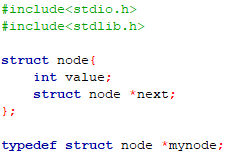 #include<stdio.h>
#include<stdlib.h>
struct node{
int value;
struct node *next;
};
typedef struct node *mynode;